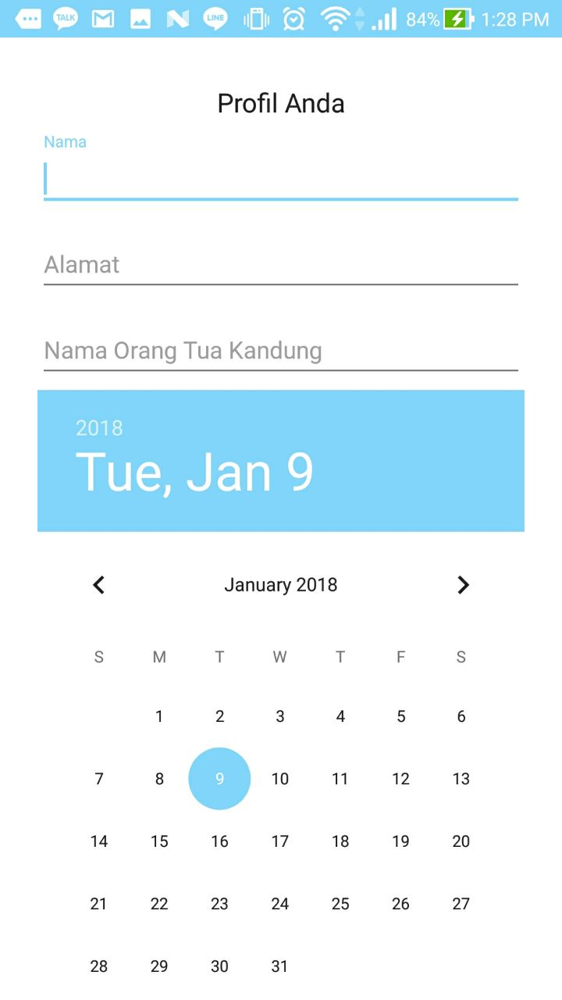 TALK LINE 84% 1:28 PM
Profil Anda
Nama
Alamat
Nama Orang Tua Kandung
2018
Tue, Jan 9
January 2018
S M T W T F S
1 2 3 4 5 6
7 8 9 10 11 12 13
14 15 16 17 18 19 20
21 22 23 24 25 26 27
28 29 30 31